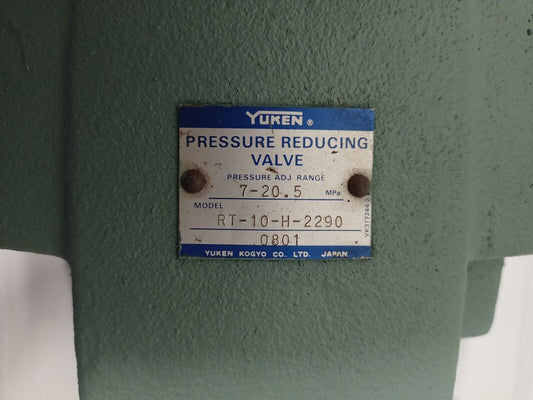 YUKEN ®
PRESSURE REDUCING
VALVE
PRESSURE ADJ. RANGE
7-20.5 MPa
MODEL
RT-10-H-2290
0801
YUKEN KOGYO CO., LTD. JAPAN